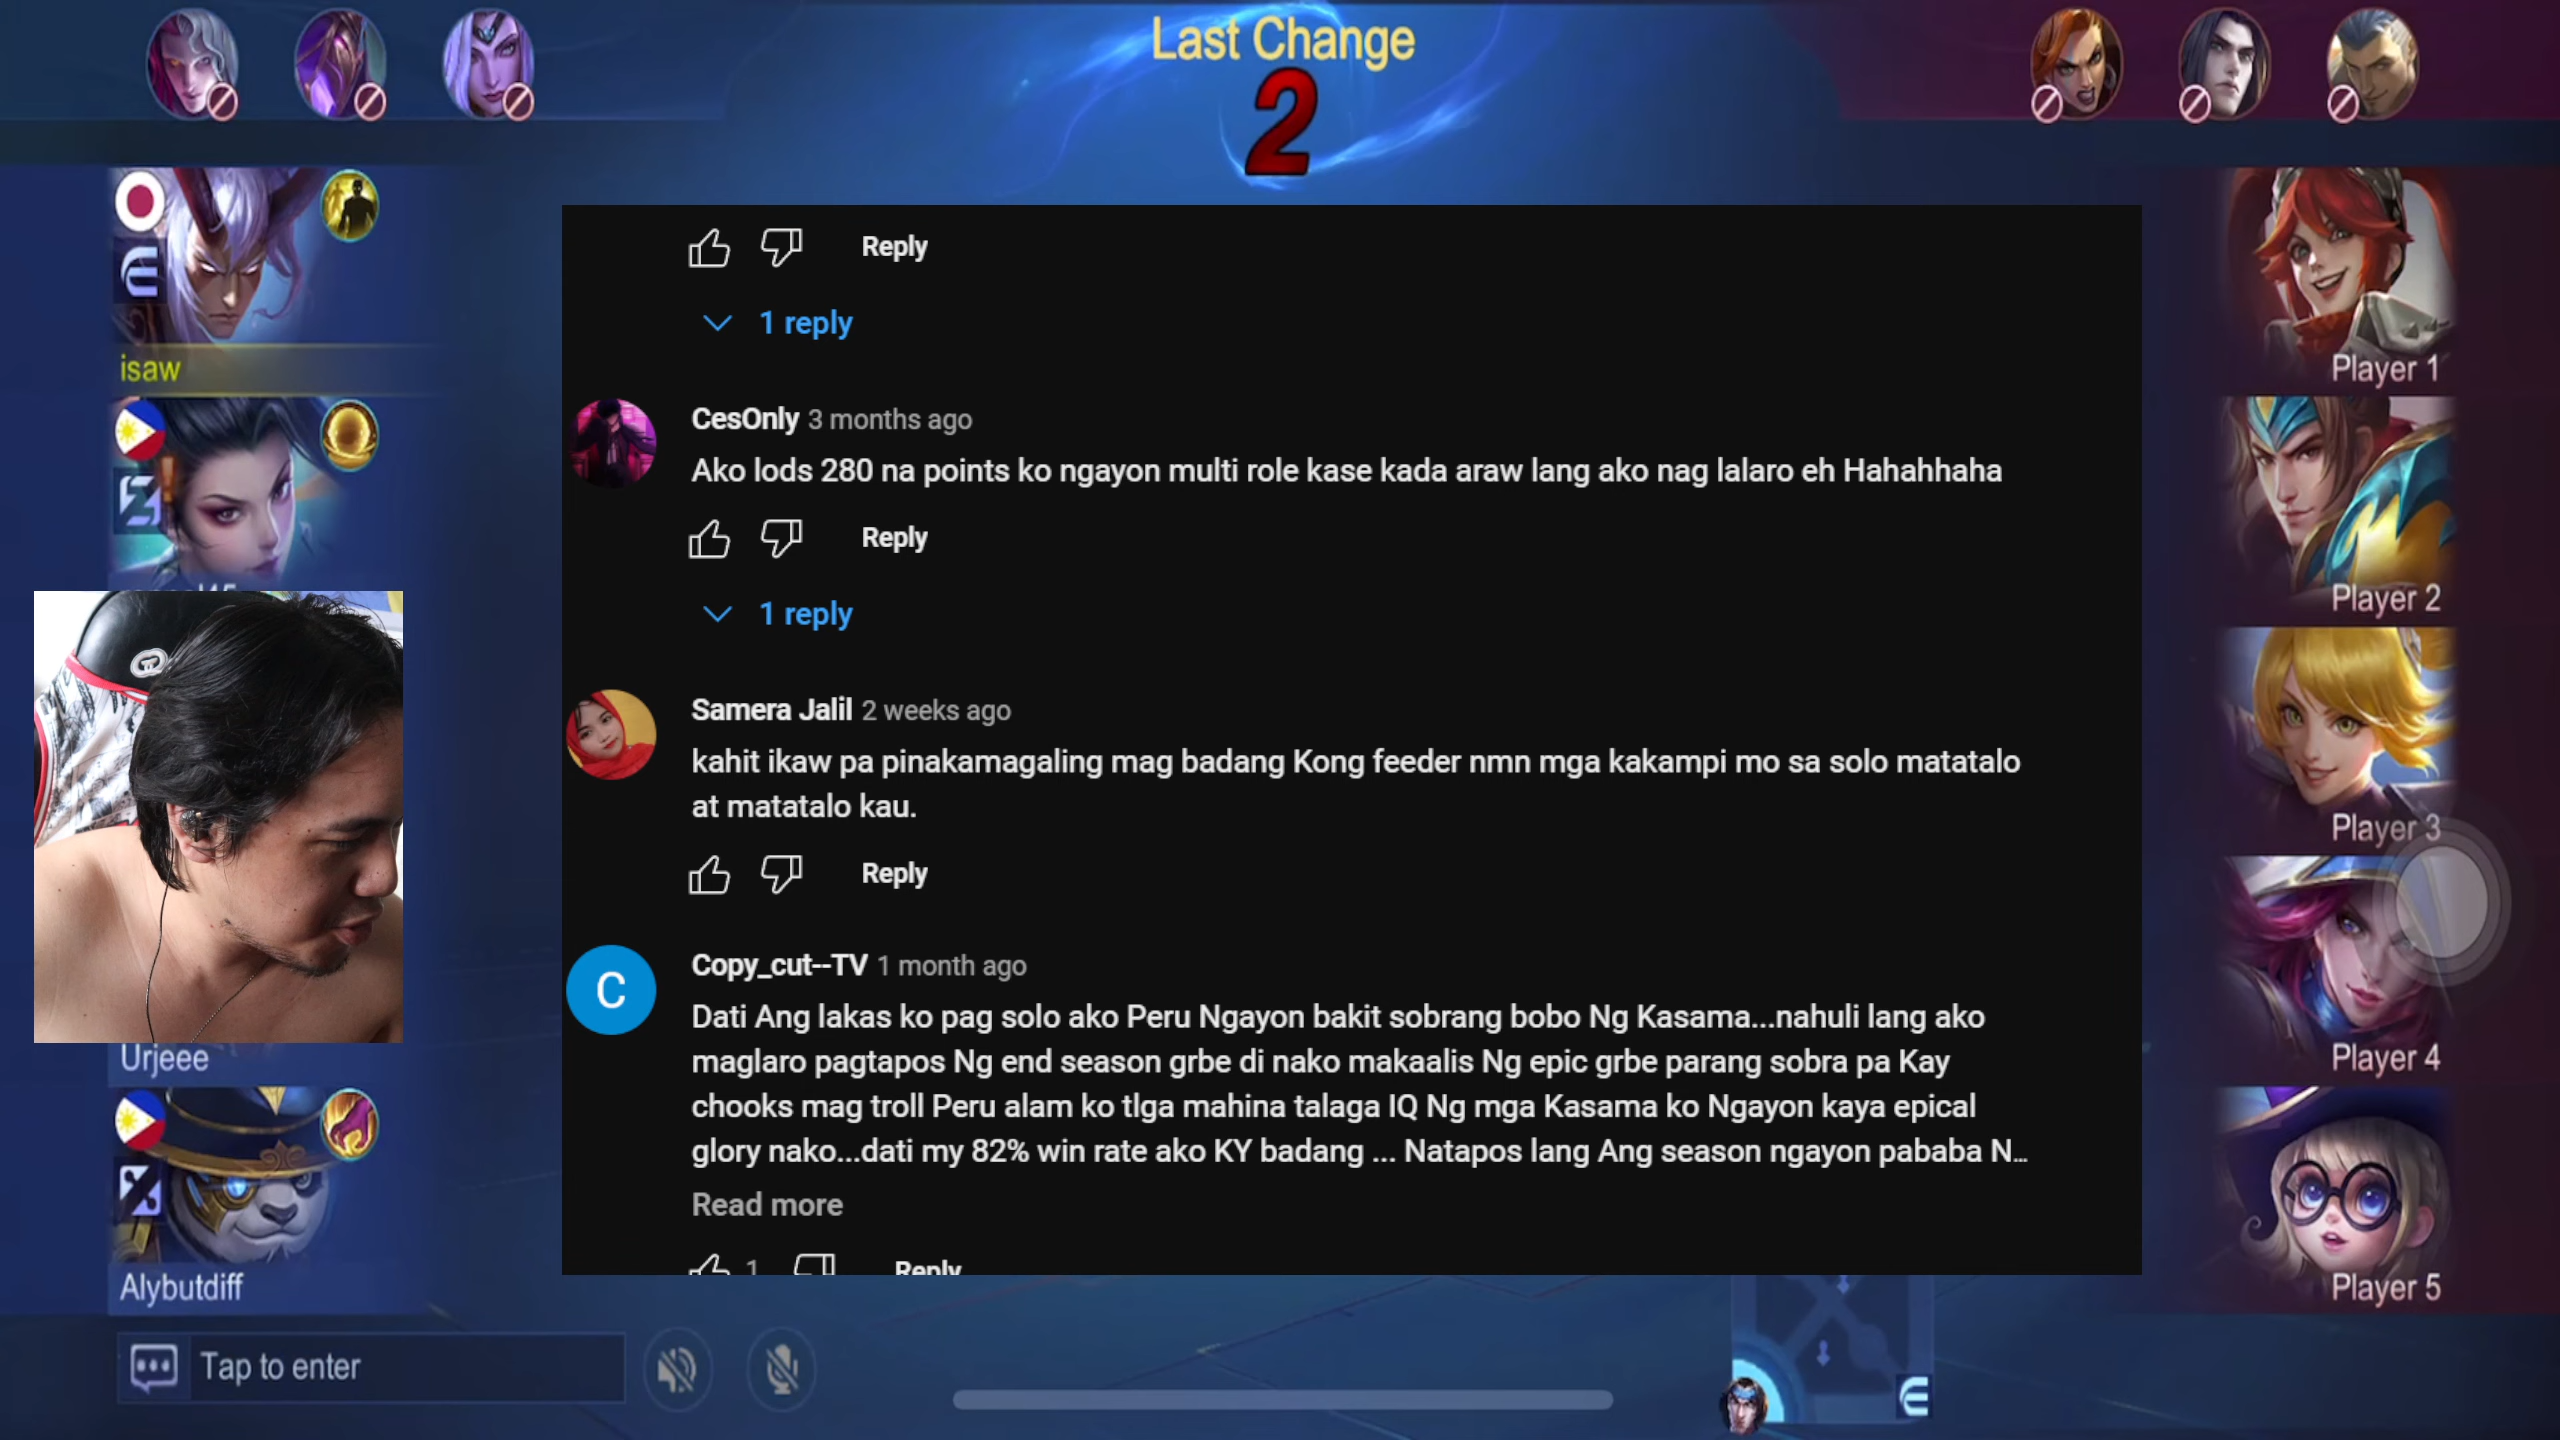 Last Change
2
isaw
Urjeee
Alybutdiff
Tap to enter
Reply
1 reply
CesOnly 3 months ago
Ako lods 280 na points ko ngayon multi role kase kada araw lang ako nag lalaro eh Hahahhaha
Reply
1 reply
Samera Jalil 2 weeks ago
kahit ikaw pa pinakamagaling mag badang Kong feeder nmn mga kakampi mo sa solo matatalo
at matatalo kau.
Reply
C
Copy_cut--TV 1 month ago
Dati Ang lakas ko pag solo ako Peru Ngayon bakit sobrang bobo Ng Kasama...nahuli lang ako
maglaro pagtapos Ng end season grbe di nako makaalis Ng epic grbe parang sobra pa Kay
chooks mag troll Peru alam ko tlga mahina talaga IQ Ng mga Kasama ko Ngayon kaya epical
glory nako...dati my 82% win rate ako KY badang ... Natapos lang Ang season ngayon pababa N...
Read more
1 Reply
Player 1
Player 2
Player 3
Player 4
Player 5